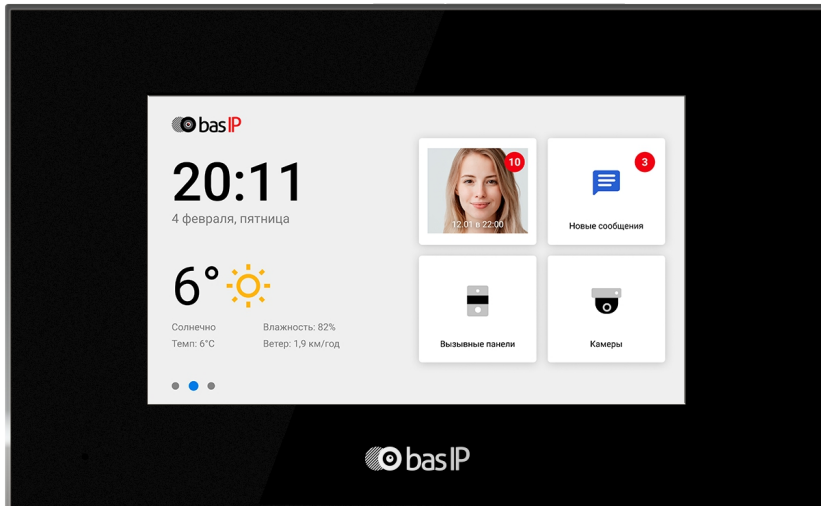 bas IP
20:11
4 февраля, пятница
6°
Солнечно
Влажность: 82%
Темп: 6°C
Ветер: 1,9 км/год
10
12.01 в 22:00
3
Новые сообщения
Вызывные панели
Камеры
bas IP